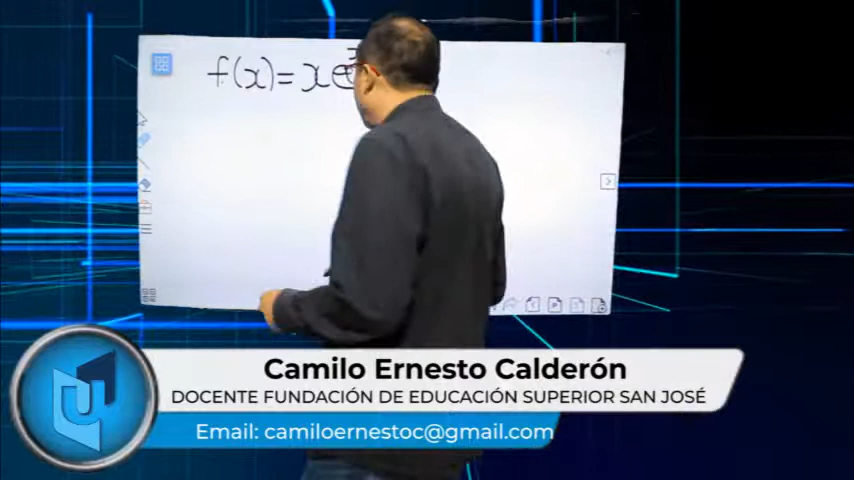 f(x) = x e
Camilo Ernesto Calderón
DOCENTE FUNDACIÓN DE EDUCACIÓN SUPERIOR SAN JOSÉ
Email: camiloernestoc@gmail.com